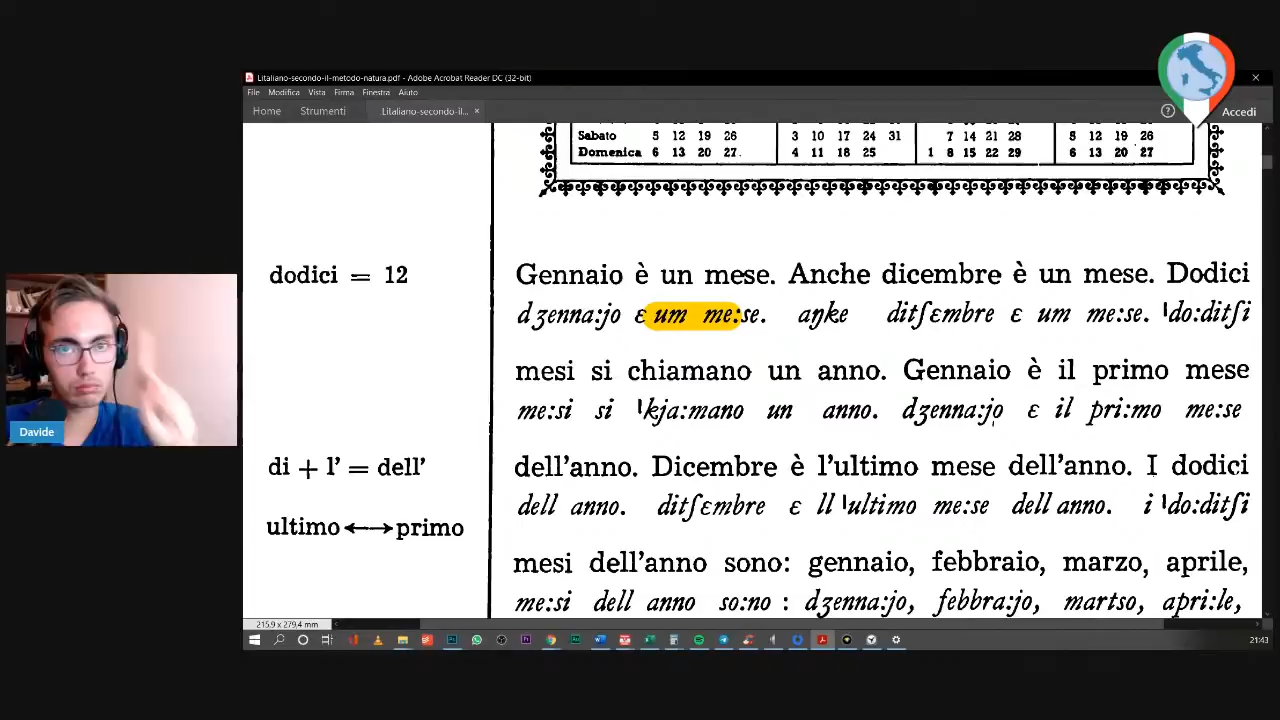 Litaliano-secondo-il-metodo-natura.pdf - Adobe Acrobat Reader DC (32-bit)
File Modifica Vista Firma Finestra Aiuto
Home Strumenti Litaliano-secondo-il... × Accedi
Sabato 5 12 19 26 3 10 17 24 31 7 14 21 28 5 12 19 26
Domenica 6 13 20 27 4 11 18 25 1 8 15 22 29 6 13 20 27
dodici = 12
Gennaio è un mese. Anche dicembre è un mese. Dodici
dʒenna:jo ɛ um me:se. aŋke ditʃɛmbre ɛ um me:se. ˈdo:ditʃi
mesi si chiamano un anno. Gennaio è il primo mese
me:si si ˈkja:mano un anno. dʒenna:jo ɛ il pri:mo me:se
di + l' = dell'
dell'anno. Dicembre è l'ultimo mese dell'anno. I dodici
dell anno. ditʃɛmbre ɛ ll ˈultimo me:se dell anno. i ˈdo:ditʃi
ultimo ⟷ primo
mesi dell'anno sono: gennaio, febbraio, marzo, aprile,
me:si dell anno so:no : dʒenna:jo, febbra:jo, martso, apri:le,
Davide
215,9 x 279,4 mm
21:43